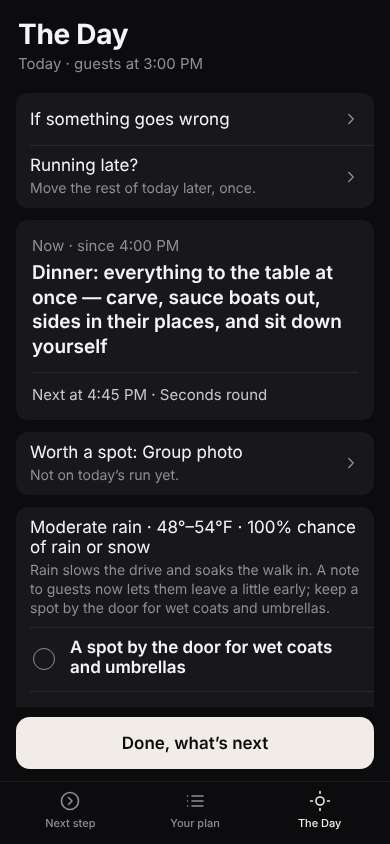 The Day
Today · guests at 3:00 PM
If something goes wrong
Running late?
Move the rest of today later, once.
Now · since 4:00 PM
Dinner: everything to the table at
once — carve, sauce boats out,
sides in their places, and sit down
yourself
Next at 4:45 PM · Seconds round
Worth a spot: Group photo
Not on today’s run yet.
Moderate rain · 48°–54°F · 100% chance
of rain or snow
Rain slows the drive and soaks the walk in. A note
to guests now lets them leave a little early; keep a
spot by the door for wet coats and umbrellas.
A spot by the door for wet coats
and umbrellas
Done, what’s next
Next step
Your plan
The Day